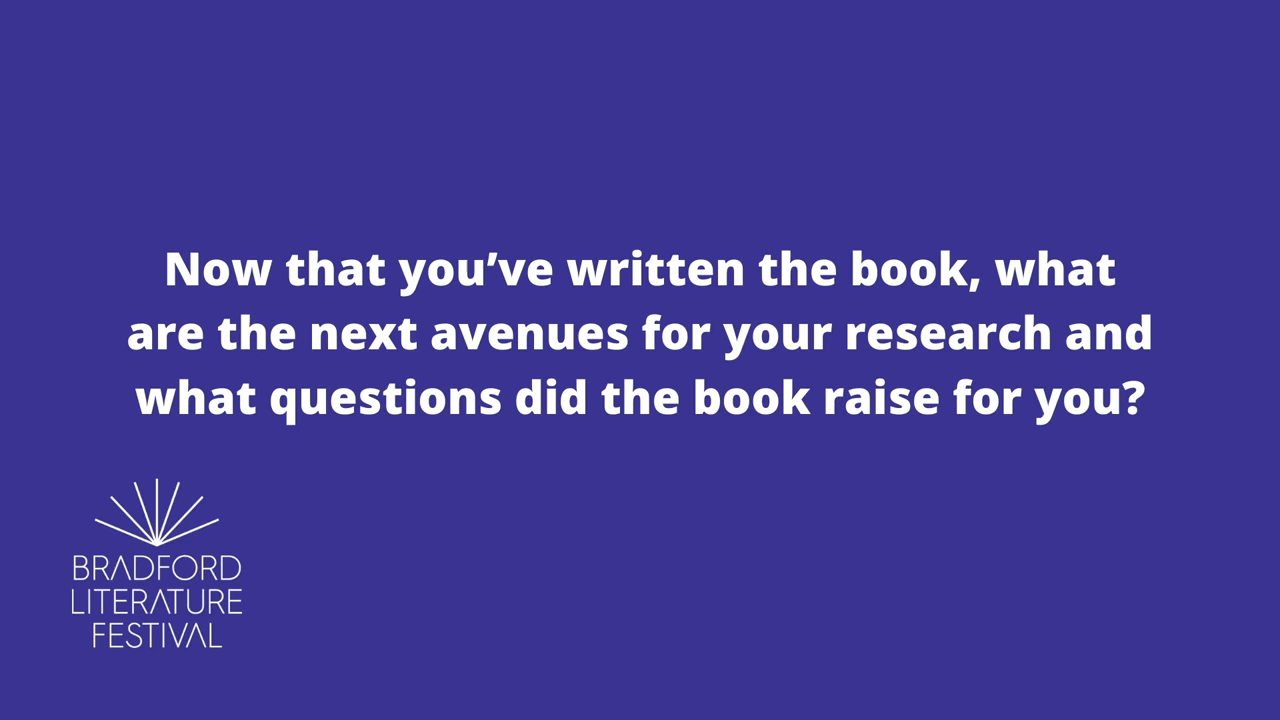 Now that you’ve written the book, what
are the next avenues for your research and
what questions did the book raise for you?
BRADFORD
LITERATURE
FESTIVAL